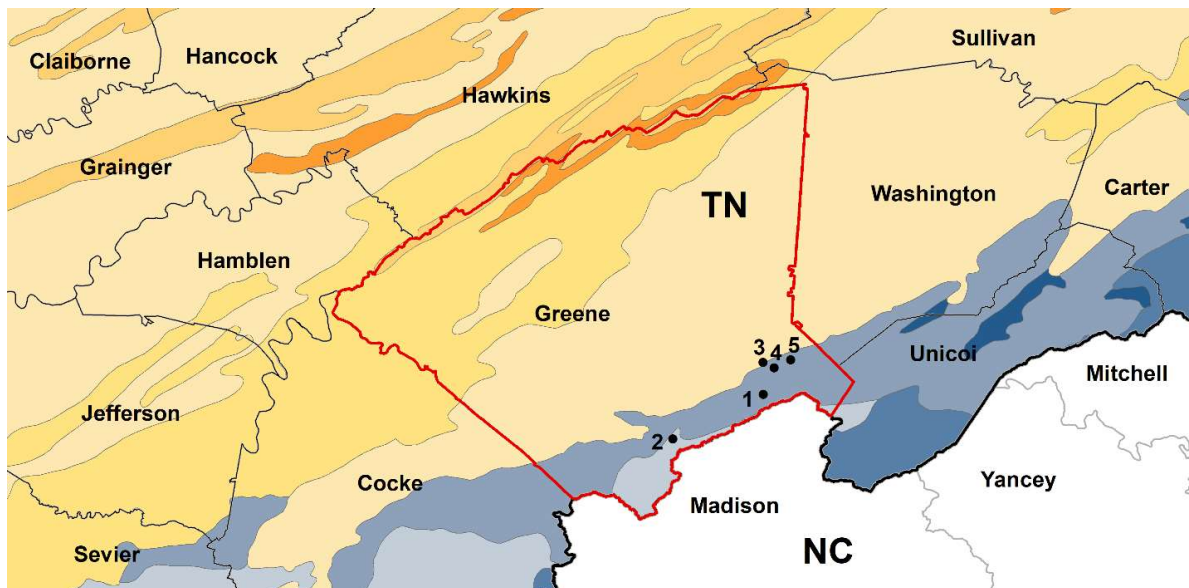 Sullivan
Claiborne
Hancock
Hawkins
Grainger
TN
Washington
Carter
Hamblen
Greene
3
4
5
Unicoi
Mitchell
1
Jefferson
2
Cocke
Madison
Yancey
NC
Sevier